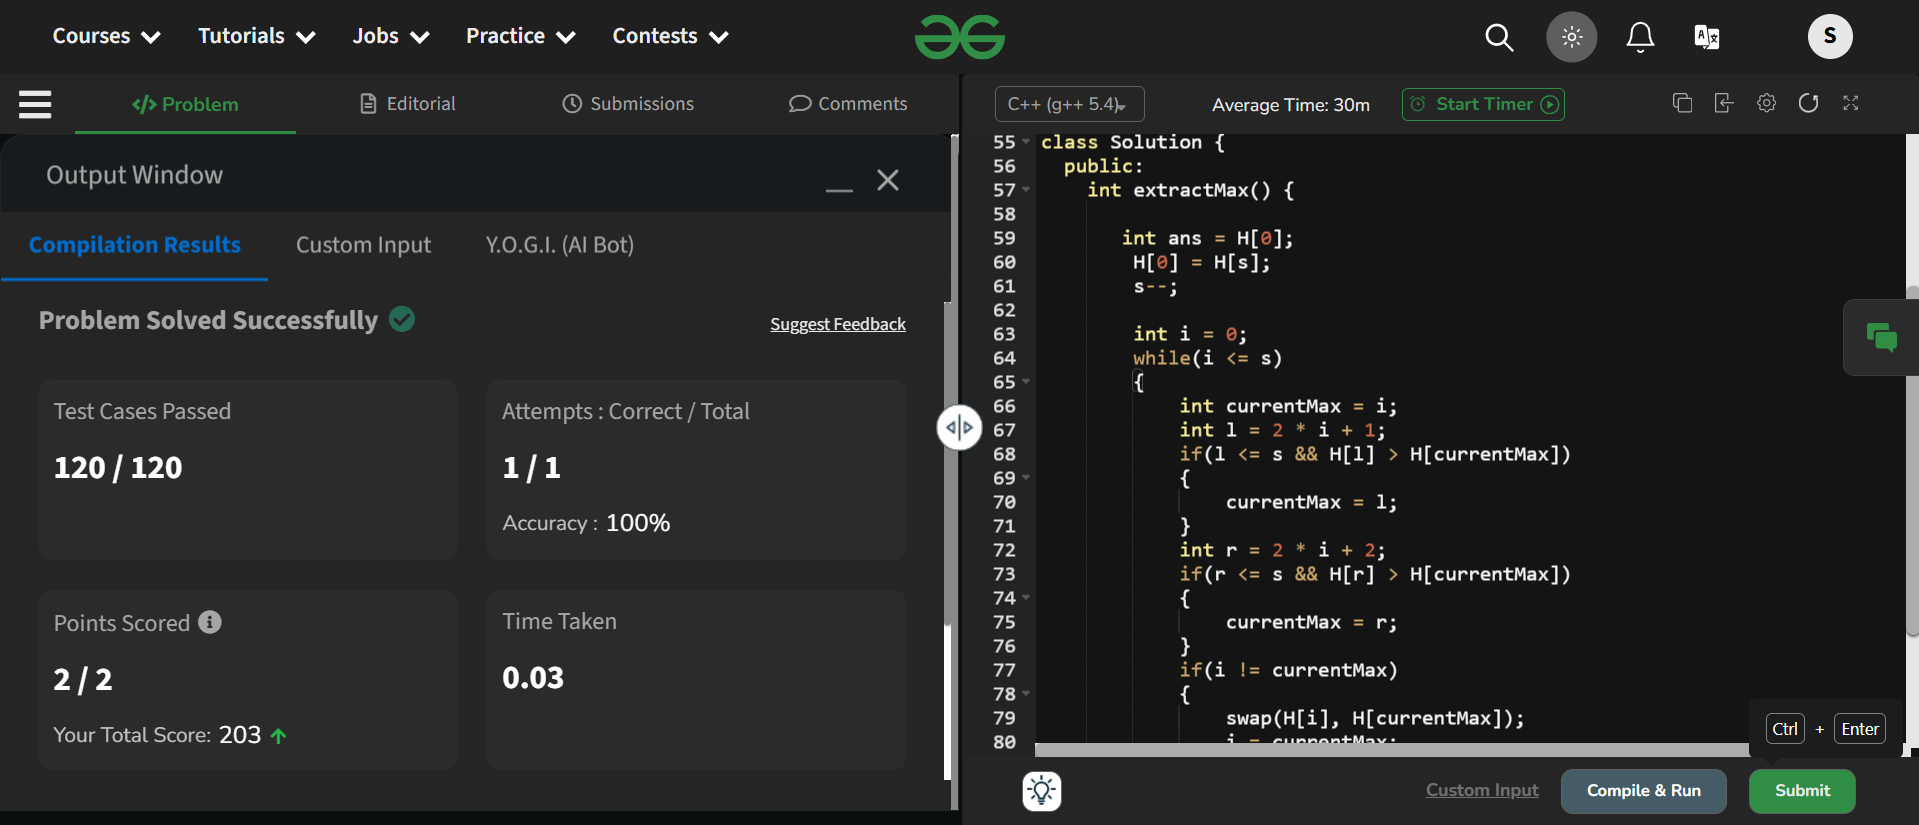 Courses Tutorials Jobs Practice Contests
S
Problem Editorial Submissions Comments
C++ (g++ 5.4) Average Time: 30m Start Timer
Output Window
Compilation Results Custom Input Y.O.G.I. (AI Bot)
Problem Solved Successfully
Suggest Feedback
Test Cases Passed
120 / 120
Attempts : Correct / Total
1 / 1
Accuracy : 100%
Points Scored
2 / 2
Your Total Score: 203
Time Taken
0.03
55 class Solution {
56 public:
57 int extractMax() {
58
59 int ans = H[0];
60 H[0] = H[s];
61 s--;
62
63 int i = 0;
64 while(i <= s)
65 {
66 int currentMax = i;
67 int l = 2 * i + 1;
68 if(l <= s && H[l] > H[currentMax])
69 {
70 currentMax = l;
71 }
72 int r = 2 * i + 2;
73 if(r <= s && H[r] > H[currentMax])
74 {
75 currentMax = r;
76 }
77 if(i != currentMax)
78 {
79 swap(H[i], H[currentMax]);
80 i = currentMax;
Ctrl + Enter
Custom Input Compile & Run Submit